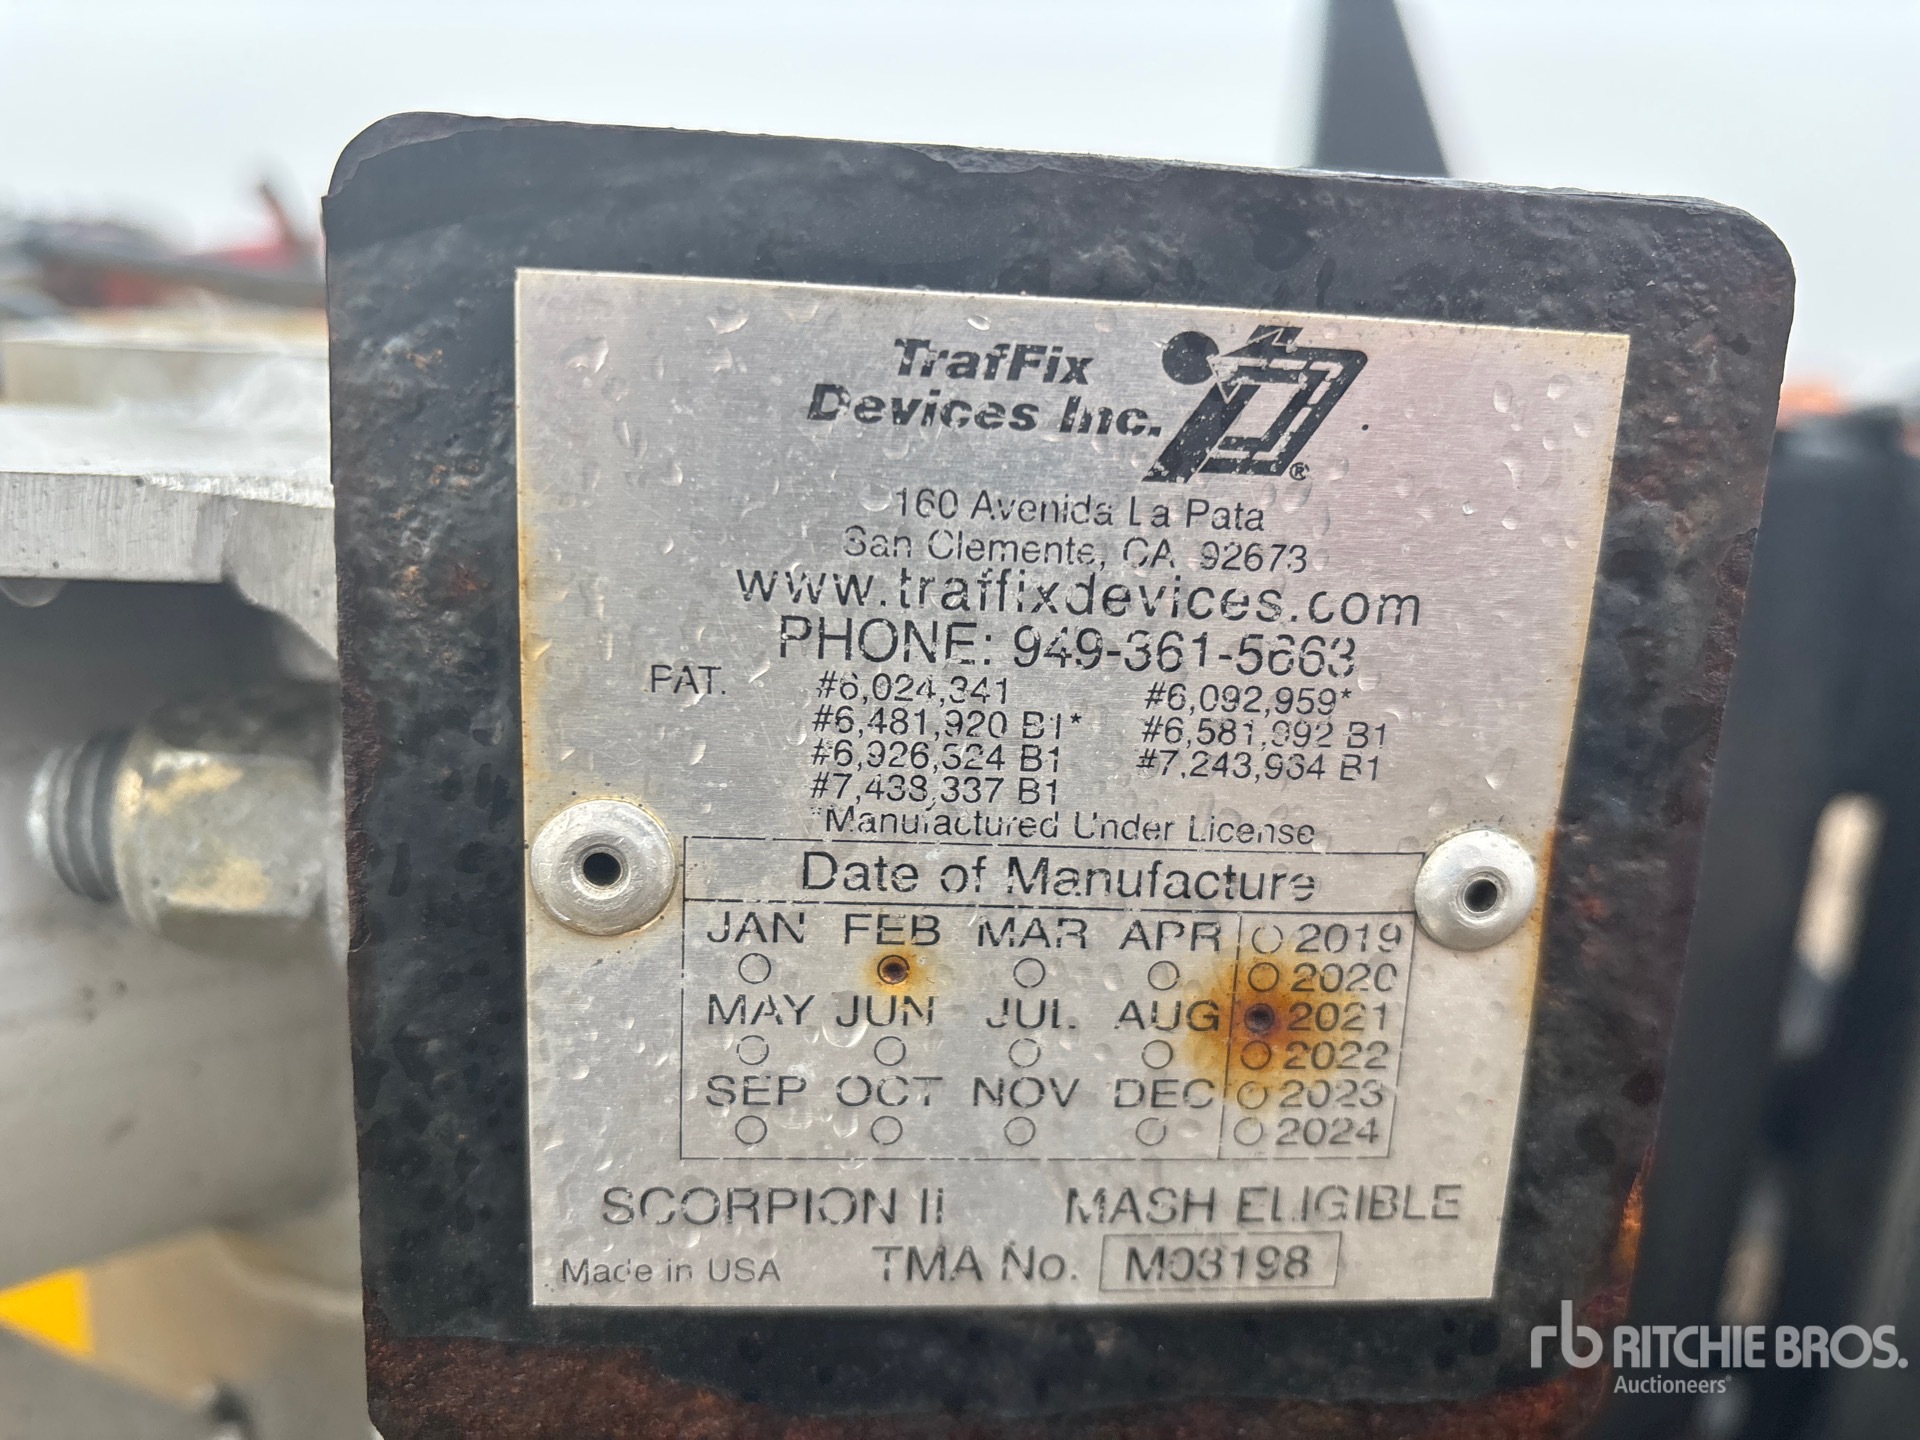 TrafFix
Devices Inc.
®
160 Avenida La Pata
San Clemente, CA 92673
www.traffixdevices.com
PHONE: 949-361-5663
PAT. #6,024,341 #6,092,959*
#6,481,920 B1* #6,581,992 B1
#6,926,324 B1 #7,243,934 B1
#7,438,337 B1
*Manufactured Under License
Date of Manufacture
JAN FEB MAR APR 2019
2020
MAY JUN JUL AUG 2021
2022
SEP OCT NOV DEC 2023
2024
SCORPION II MASH ELIGIBLE
Made in USA TMA No. M03198
rb RITCHIE BROS.
Auctioneers